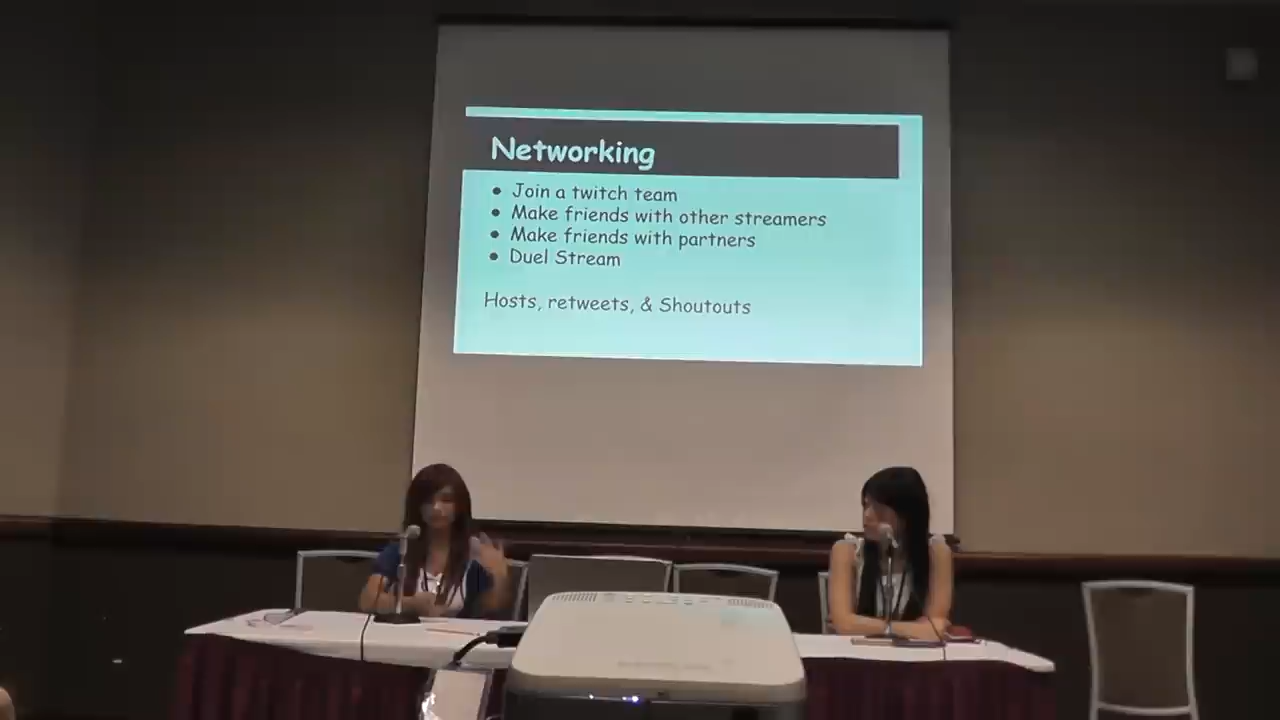 Networking
● Join a twitch team
● Make friends with other streamers
● Make friends with partners
● Duel Stream
Hosts, retweets, & Shoutouts